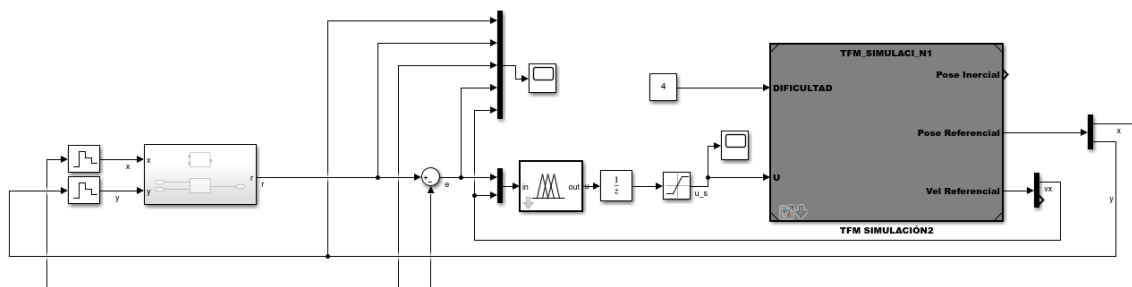 TFM_SIMULACI_N1
Pose Inercial
4
DIFICULTAD
Pose Referencial
x
x
r
r
x
y
y
+
−
e
in
out
u
1
z
u_s
U
Vel Referencial
vx
y
TFM SIMULACIÓN2